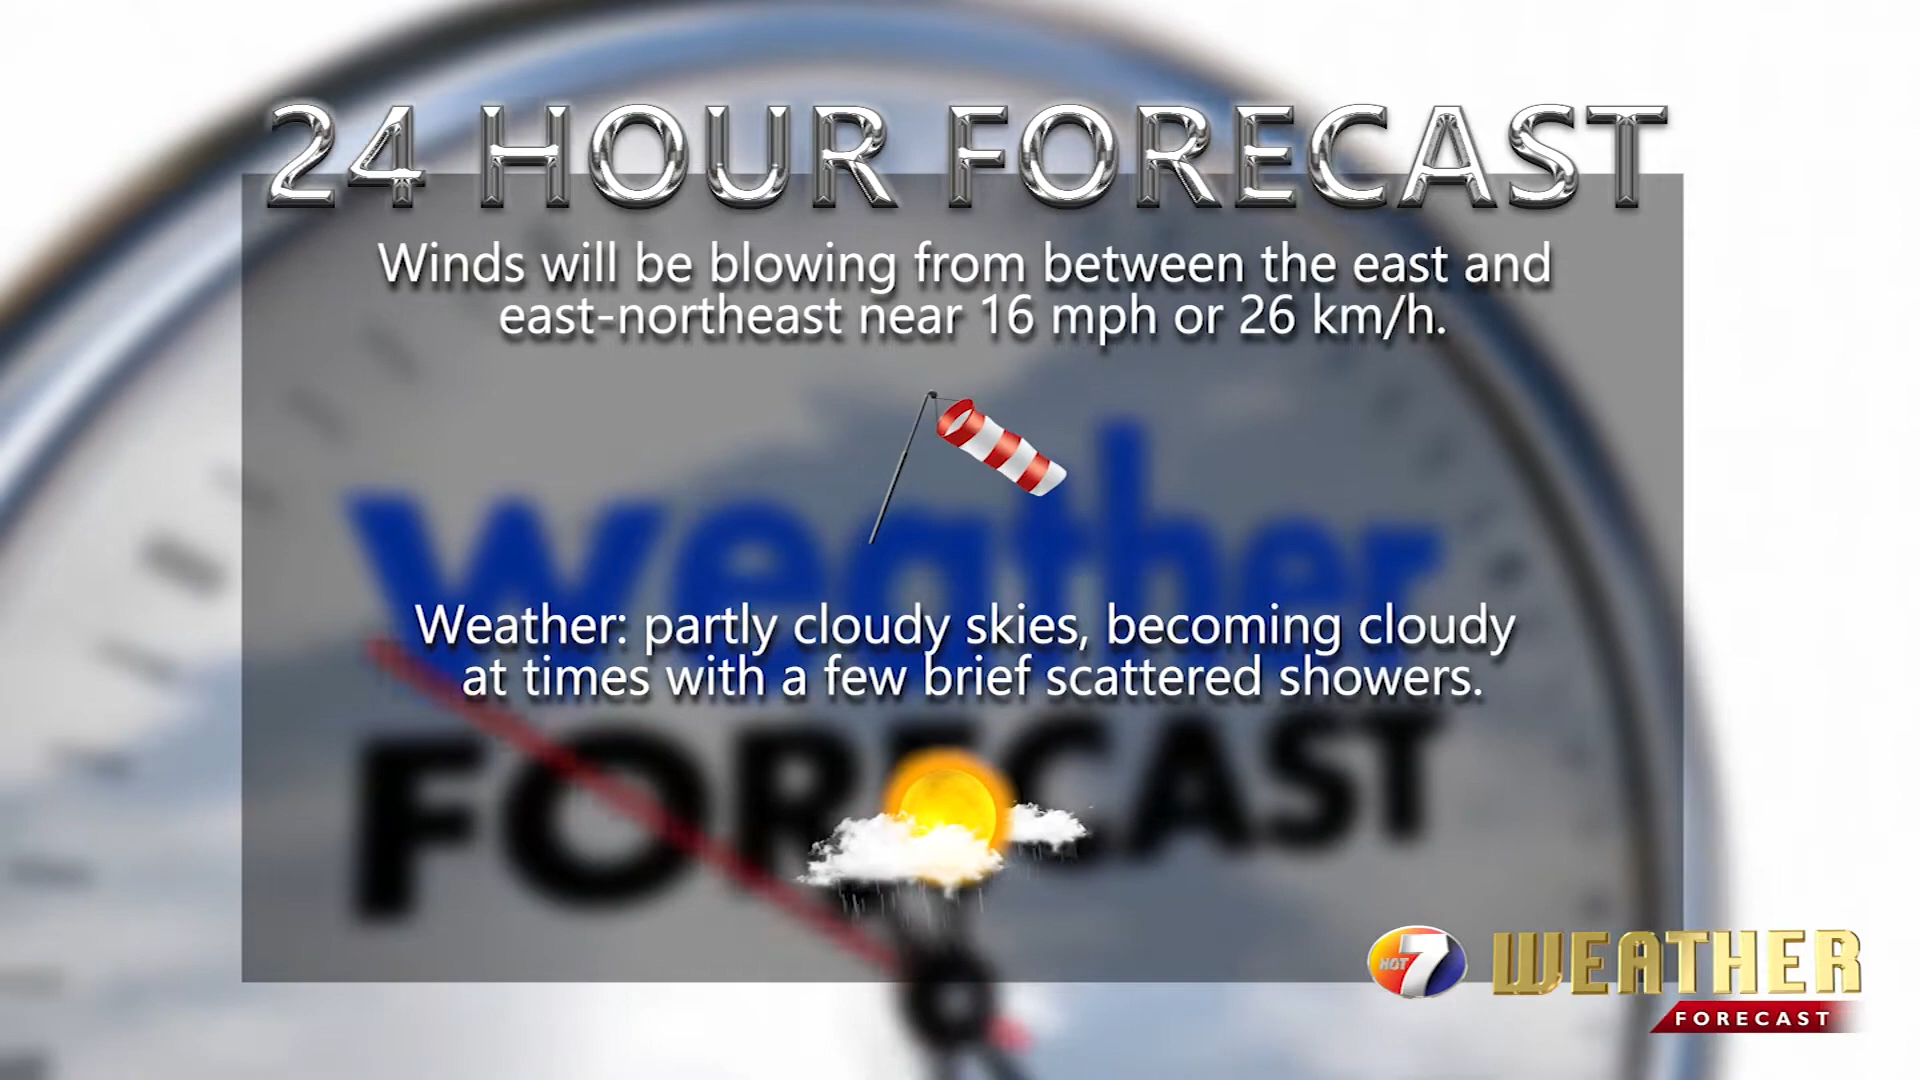 24 HOUR FORECAST
Winds will be blowing from between the east and
east-northeast near 16 mph or 26 km/h.
weather
Weather: partly cloudy skies, becoming cloudy
at times with a few brief scattered showers.
FORECAST
HOT 7 WEATHER
FORECAST